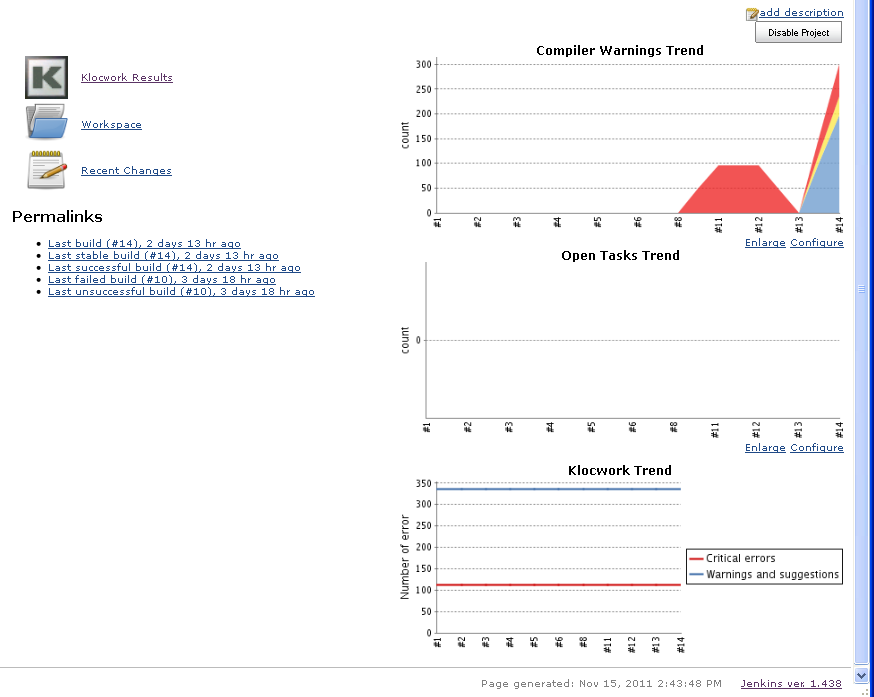 add description
Disable Project
Klocwork Results
Workspace
Recent Changes
Permalinks
Last build (#14), 2 days 13 hr ago
Last stable build (#14), 2 days 13 hr ago
Last successful build (#14), 2 days 13 hr ago
Last failed build (#10), 3 days 18 hr ago
Last unsuccessful build (#10), 3 days 18 hr ago
Compiler Warnings Trend
count
300
250
200
150
100
50
0
#1 #2 #3 #4 #5 #6 #8 #11 #12 #13 #14
Enlarge Configure
Open Tasks Trend
count
0
#1 #2 #3 #4 #5 #6 #8 #11 #12 #13 #14
Enlarge Configure
Klocwork Trend
Number of error
350
300
250
200
150
100
50
0
#1 #2 #3 #4 #5 #6 #8 #11 #12 #13 #14
Critical errors
Warnings and suggestions
Page generated: Nov 15, 2011 2:43:48 PM Jenkins ver. 1.438